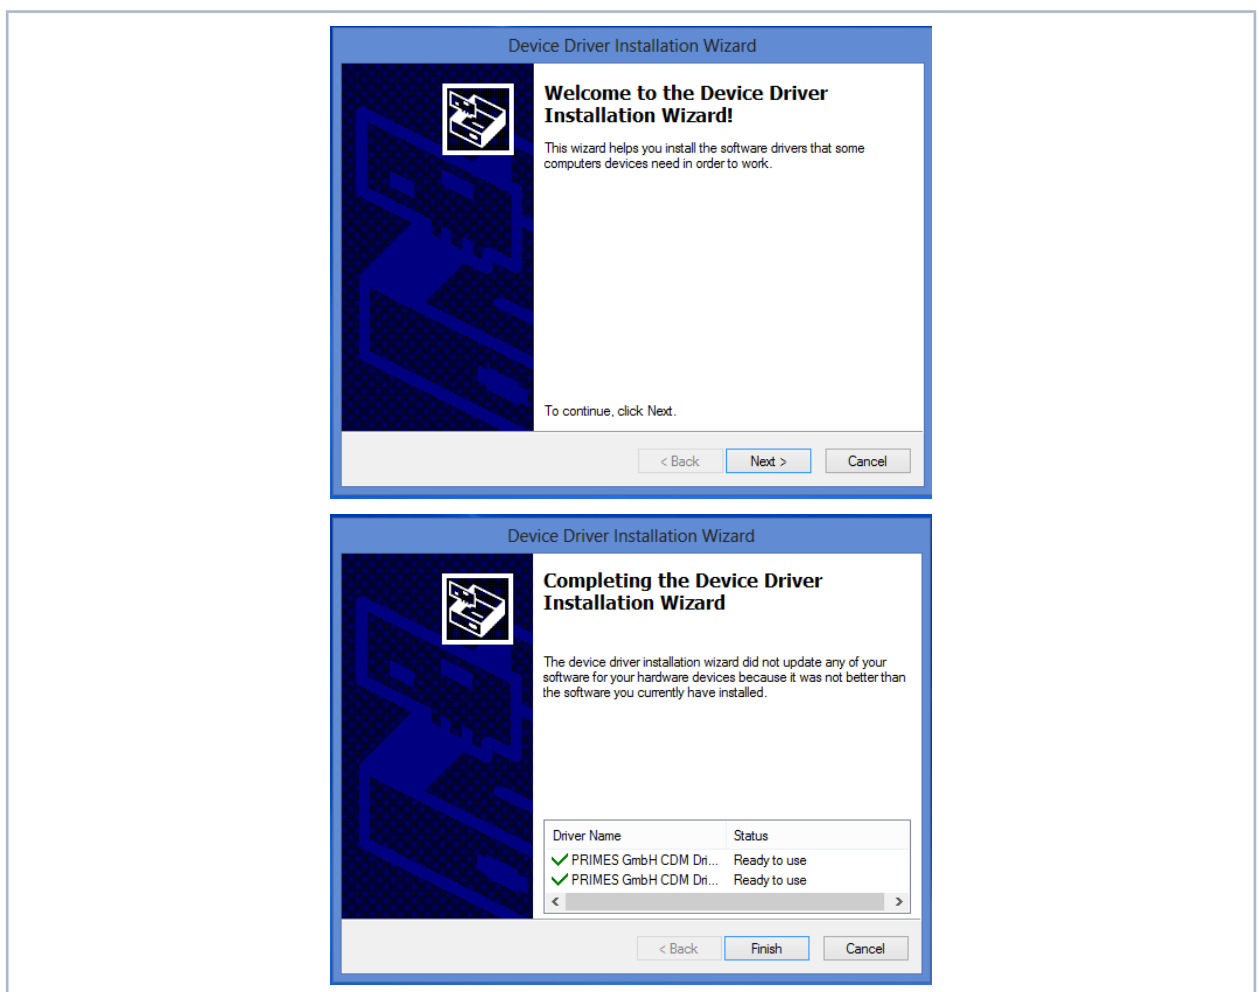 Device Driver Installation Wizard
Welcome to the Device Driver
Installation Wizard!
This wizard helps you install the software drivers that some
computers devices need in order to work.
To continue, click Next.
< Back Next > Cancel
Device Driver Installation Wizard
Completing the Device Driver
Installation Wizard
The device driver installation wizard did not update any of your
software for your hardware devices because it was not better than
the software you currently have installed.
Driver Name Status
PRIMES GmbH CDM Dri... Ready to use
PRIMES GmbH CDM Dri... Ready to use
< Back Finish Cancel